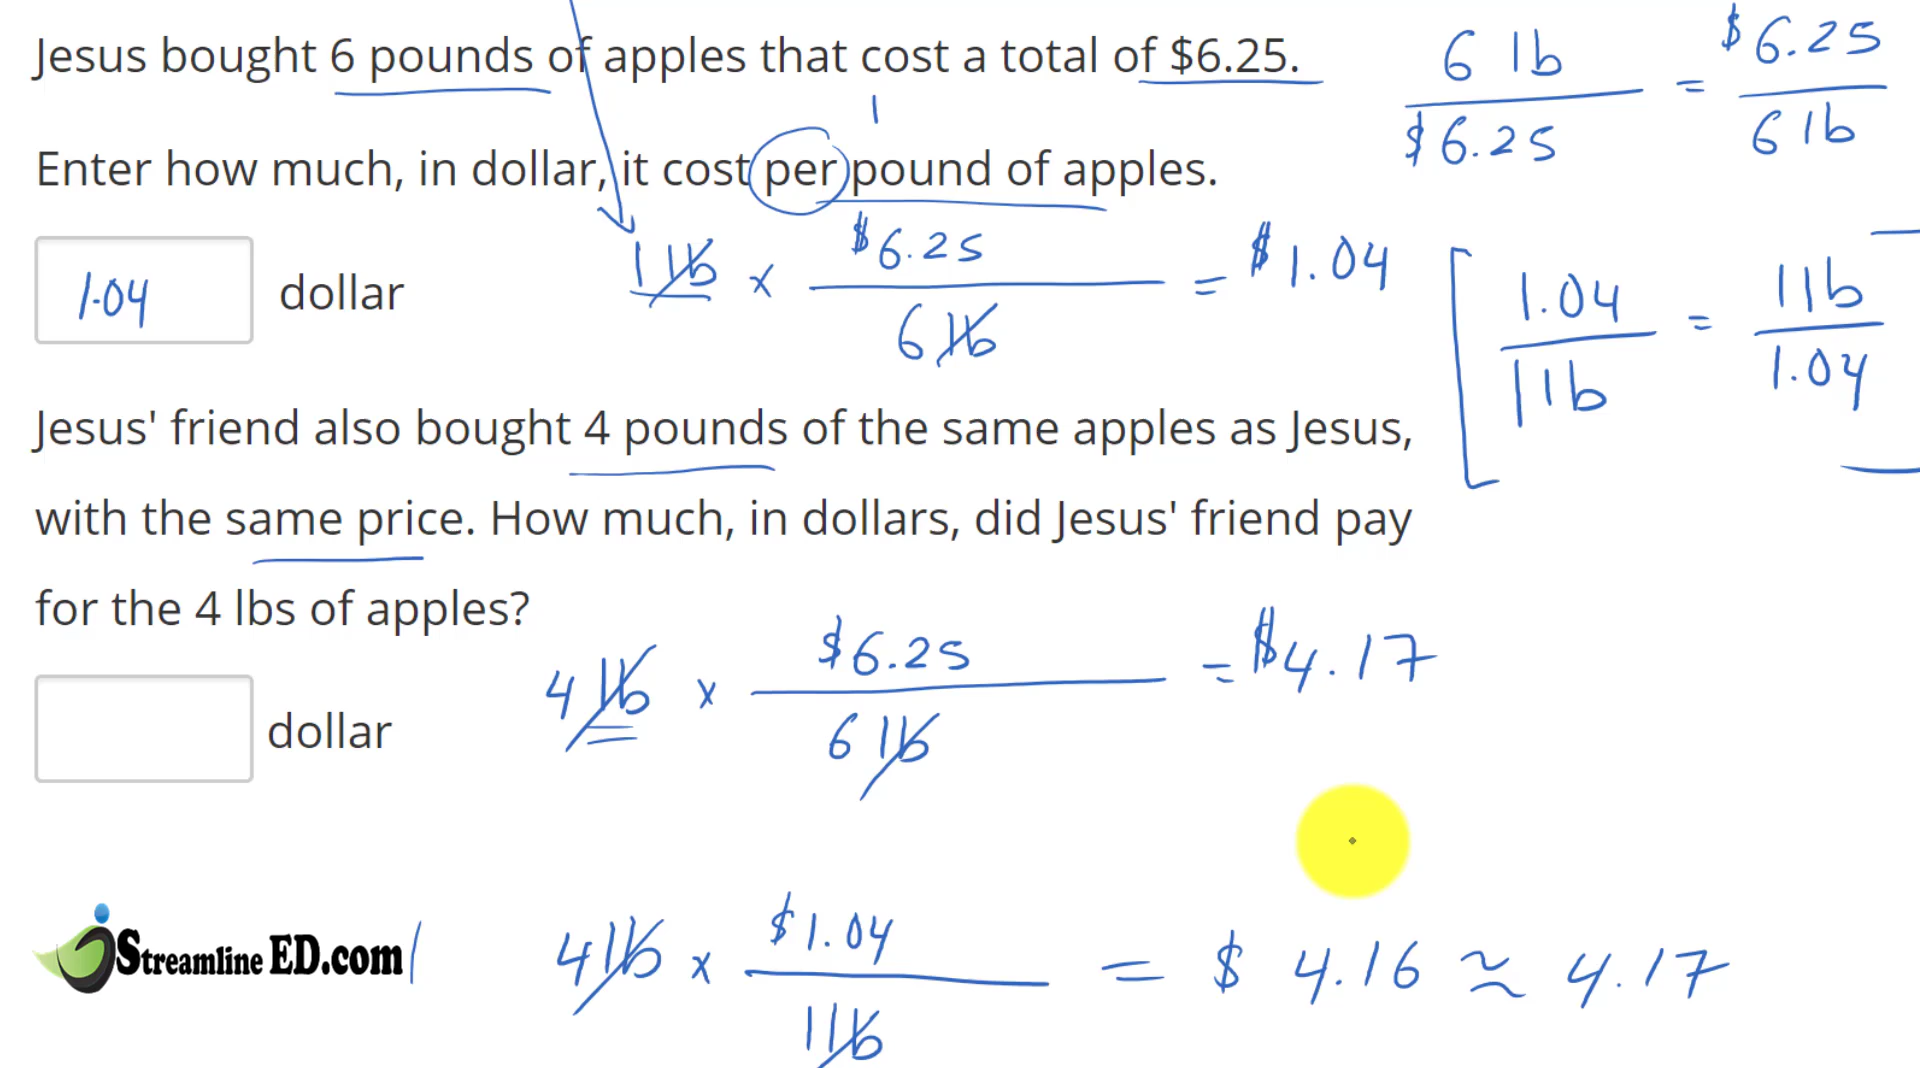 Jesus bought 6 pounds of apples that cost a total of $6.25.
6 lb / $6.25 = $6.25 / 6 lb
1
Enter how much, in dollar, it cost per pound of apples.
1.04 dollar
1 lb x $6.25 / 6 lb = $1.04
[ 1.04 / 1 lb = 1 lb / 1.04
Jesus' friend also bought 4 pounds of the same apples as Jesus,
with the same price. How much, in dollars, did Jesus' friend pay
for the 4 lbs of apples?
4 lb x $6.25 / 6 lb = $4.17
dollar
StreamlineED.com
4 lb x $1.04 / 1 lb = $ 4.16 ≈ 4.17